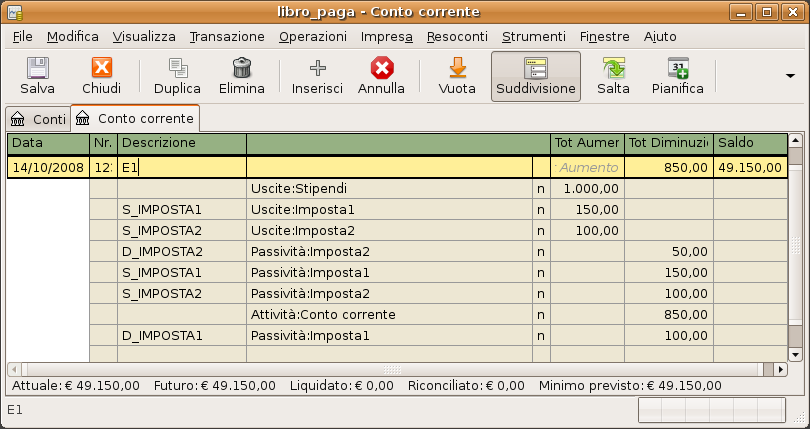 libro_paga - Conto corrente
File Modifica Visualizza Transazione Operazioni Impresa Resoconti Strumenti Finestre Aiuto
Salva Chiudi Duplica Elimina Inserisci Annulla Vuota Suddivisione Salta Pianifica
Conti Conto corrente
Data Nr. Descrizione Tot Aumer Tot Diminuzi Saldo
14/10/2008 12 E1 Aumento 850,00 49.150,00
Uscite:Stipendi n 1.000,00
S_IMPOSTA1 Uscite:Imposta1 n 150,00
S_IMPOSTA2 Uscite:Imposta2 n 100,00
D_IMPOSTA2 Passività:Imposta2 n 50,00
S_IMPOSTA1 Passività:Imposta1 n 150,00
S_IMPOSTA2 Passività:Imposta2 n 100,00
Attività:Conto corrente n 850,00
D_IMPOSTA1 Passività:Imposta1 n 100,00
Attuale: € 49.150,00 Futuro: € 49.150,00 Liquidato: € 0,00 Riconciliato: € 0,00 Minimo previsto: € 49.150,00
E1